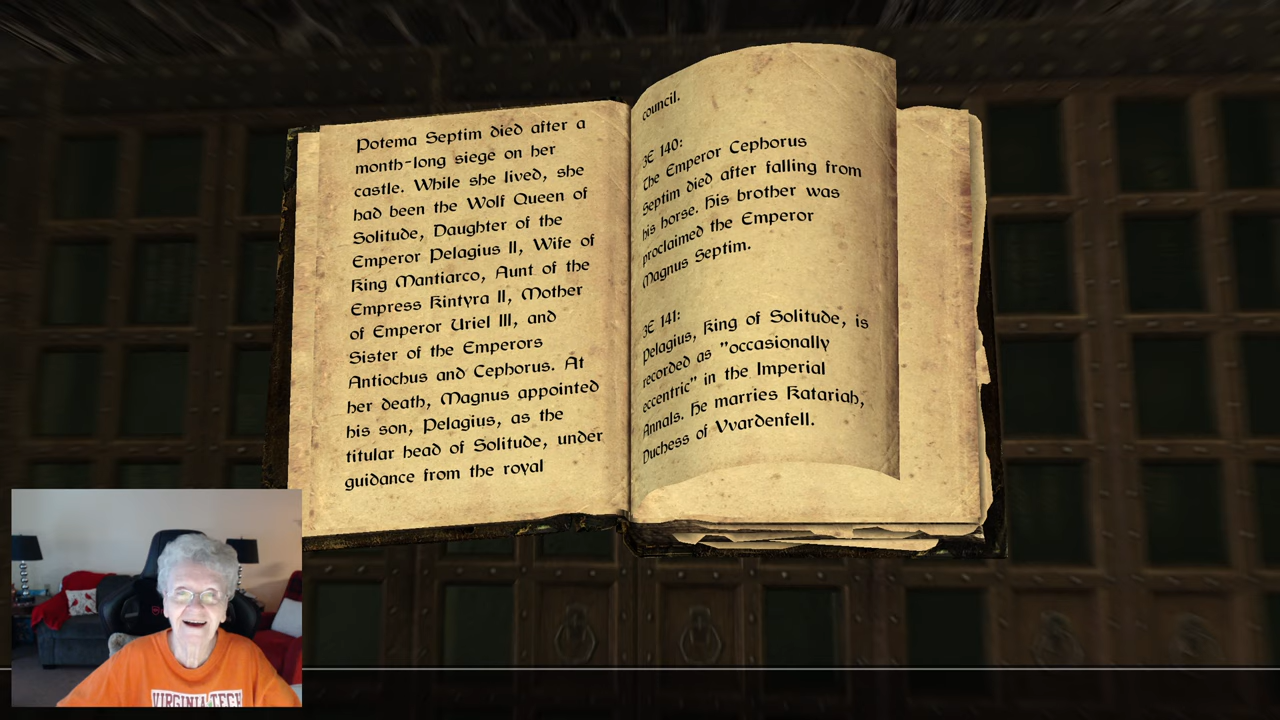 Potema Septim died after a
month-long siege on her
castle. While she lived, she
had been the Wolf Queen of
Solitude, Daughter of the
Emperor Pelagius II, Wife of
King Mantiarco, Aunt of the
Empress Kintyra II, Mother
of Emperor Uriel III, and
Sister of the Emperors
Antiochus and Cephorus. At
her death, Magnus appointed
his son, Pelagius, as the
titular head of Solitude, under
guidance from the royal
council.
3E 140:
The Emperor Cephorus
Septim died after falling from
his horse. His brother was
proclaimed the Emperor
Magnus Septim.
3E 141:
Pelagius, King of Solitude, is
recorded as "occasionally
eccentric" in the Imperial
Annals. He marries Katariah,
Duchess of Vvardenfell.
VIRGINIA TECH